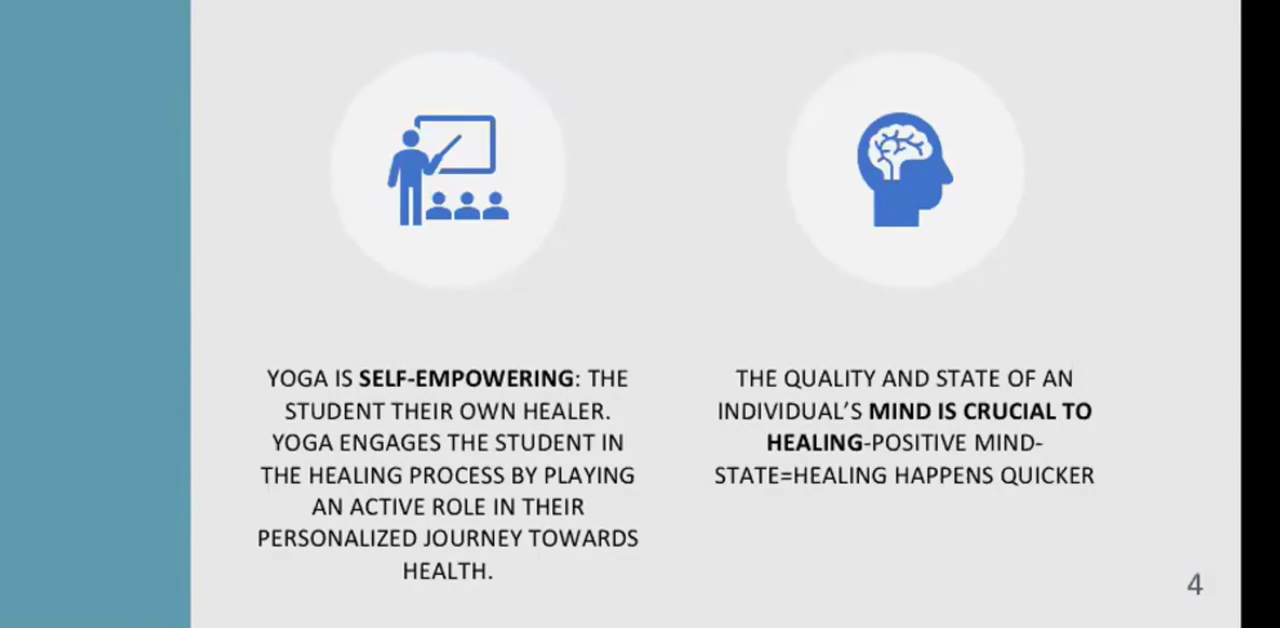 YOGA IS SELF-EMPOWERING: THE
STUDENT THEIR OWN HEALER.
YOGA ENGAGES THE STUDENT IN
THE HEALING PROCESS BY PLAYING
AN ACTIVE ROLE IN THEIR
PERSONALIZED JOURNEY TOWARDS
HEALTH.
THE QUALITY AND STATE OF AN
INDIVIDUAL’S MIND IS CRUCIAL TO
HEALING-POSITIVE MIND-
STATE=HEALING HAPPENS QUICKER
4